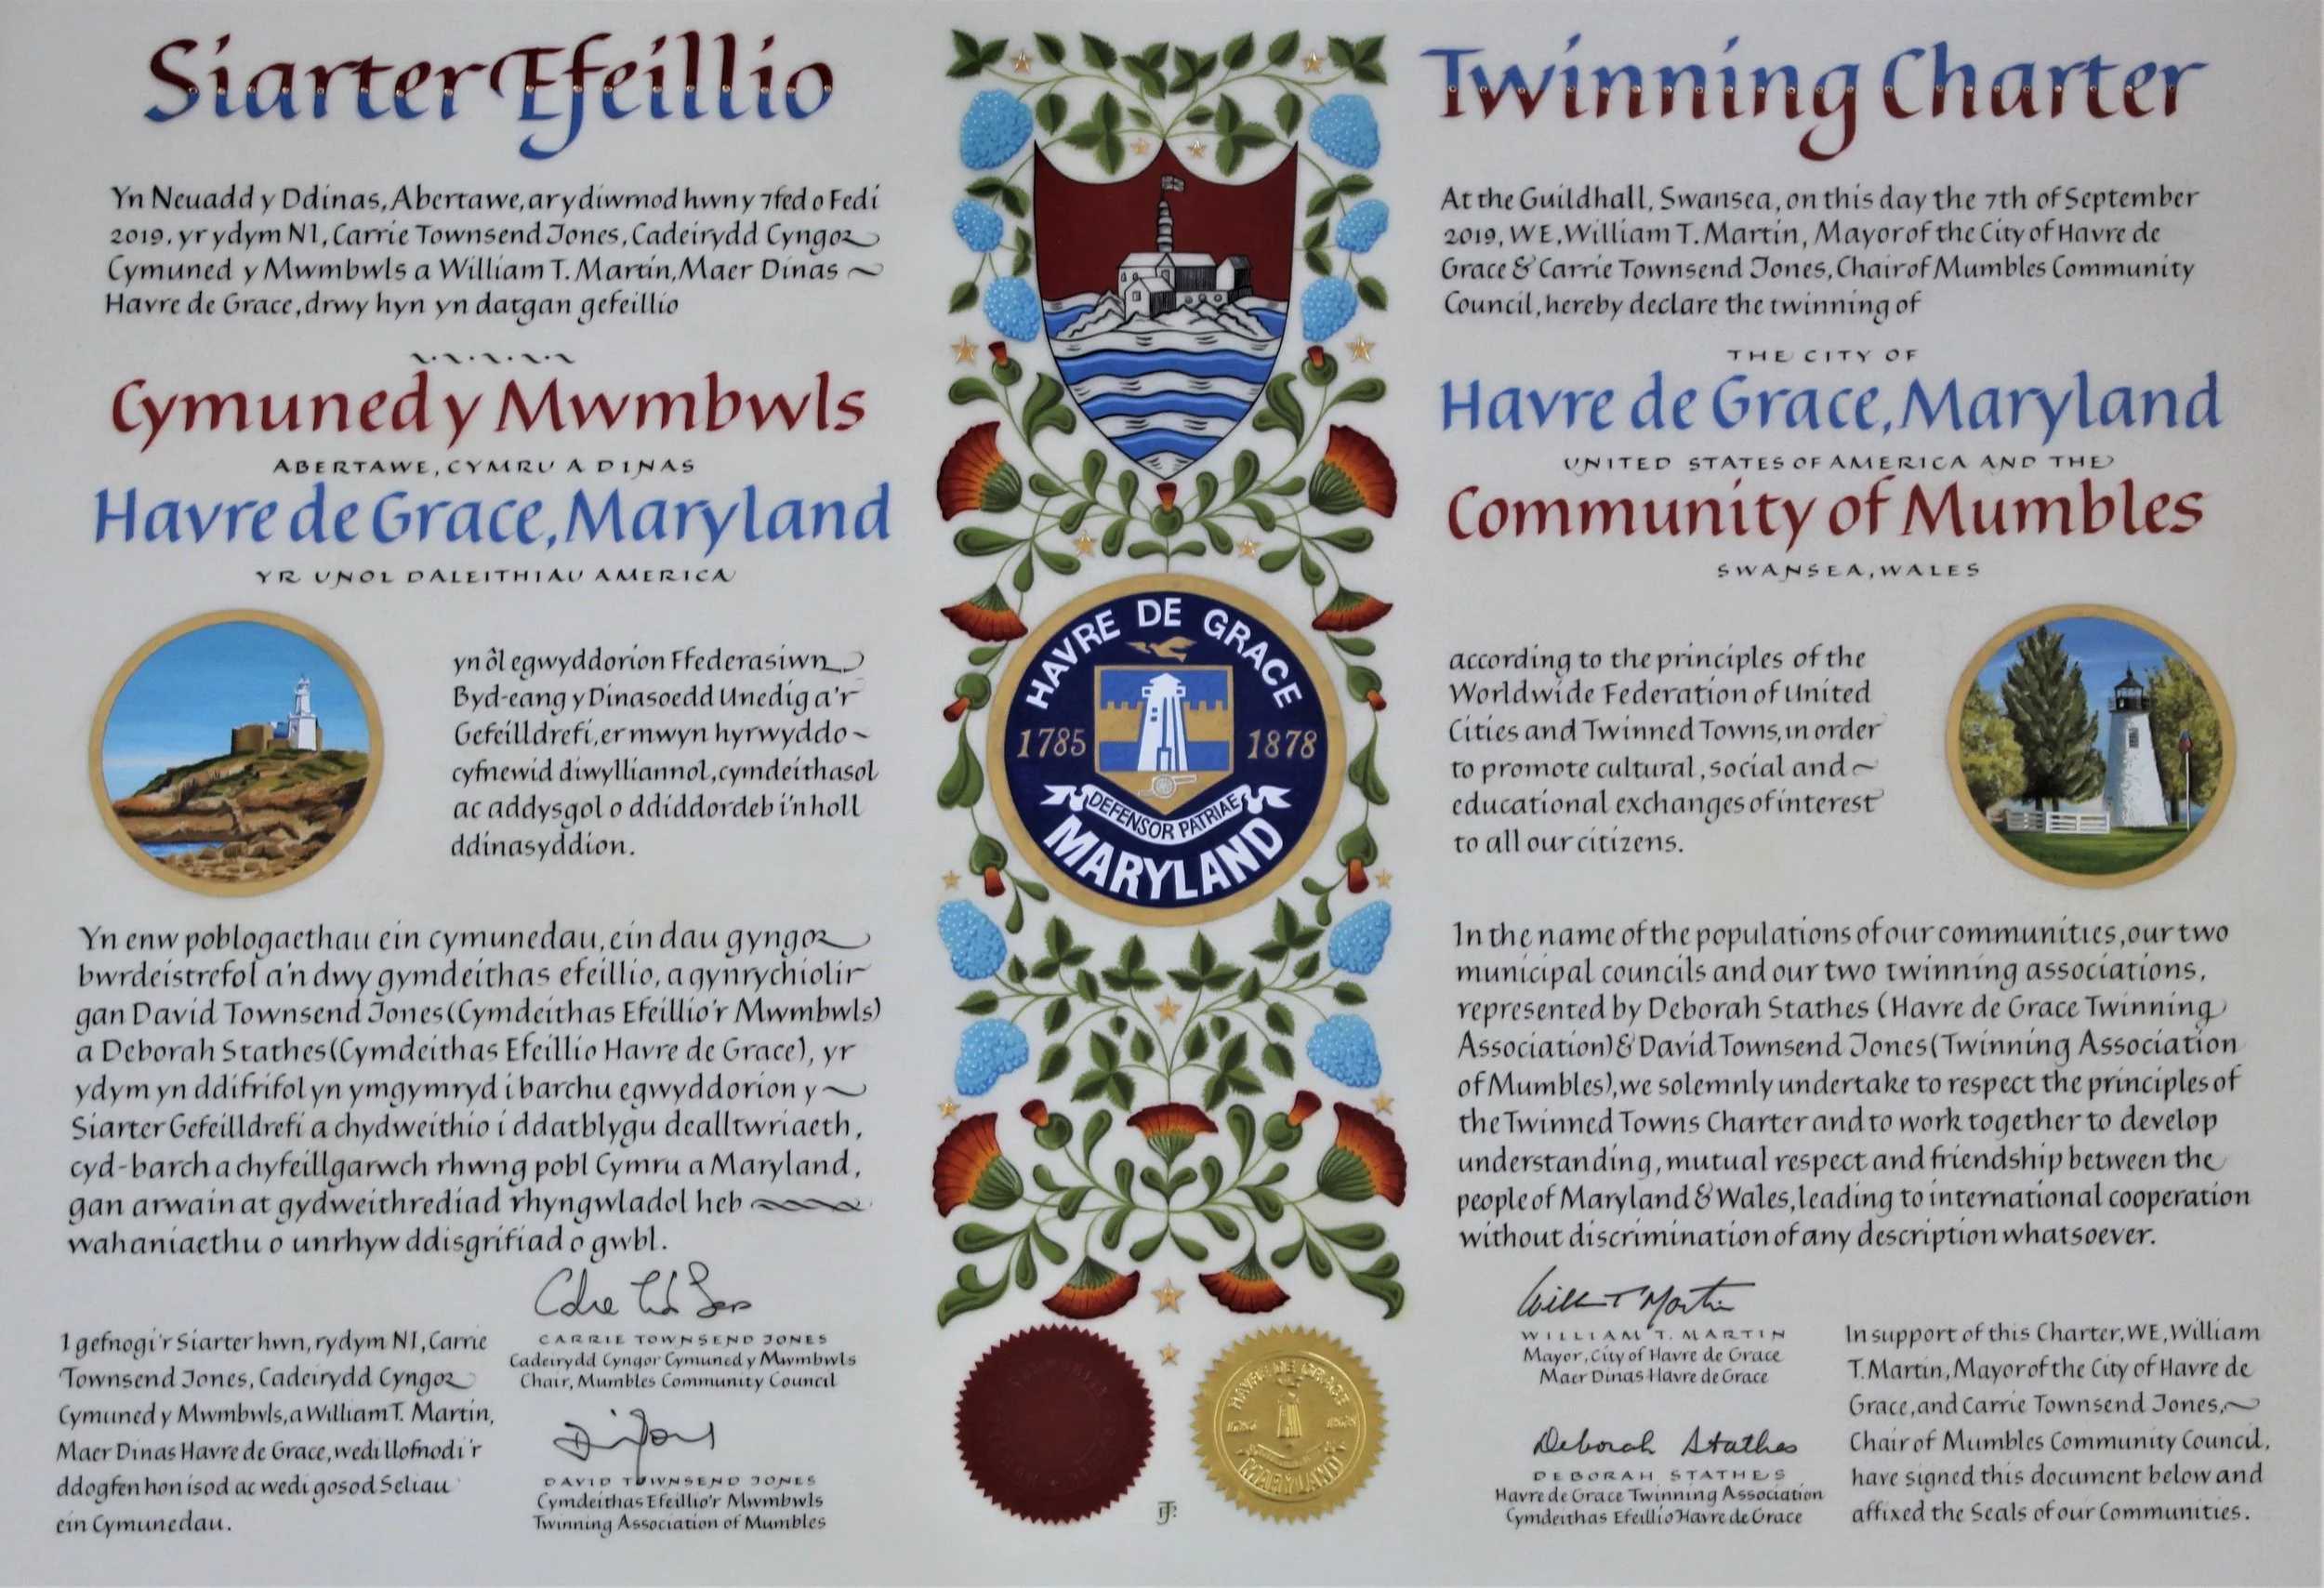 Siarter Efeillio
Yn Neuadd y Ddinas, Abertawe, ar y diwrnod hwn y 7fed o Fedi
2019, yr ydym NI, Carrie Townsend Jones, Cadeirydd Cyngor
Cymuned y Mwmbwls a William T. Martin, Maer Dinas
Havre de Grace, drwy hyn yn datgan gefeillio
Cymuned y Mwmbwls
ABERTAWE, CYMRU A DINAS
Havre de Grace, Maryland
YR UNOL DALEITHIAU AMERICA
yn ôl egwyddorion Ffederasiwn
Byd-eang y Dinasoedd Unedig a'r
Gefeilldrefi, er mwyn hyrwyddo
cyfnewid diwylliannol, cymdeithasol
ac addysgol o ddiddordeb i'n holl
ddinasyddion.
Yn enw poblogaethau ein cymunedau, ein dau gyngor
bwrdeistrefol a'n dwy gymdeithas efeillio, a gynrychiolir
gan David Townsend Jones (Cymdeithas Efeillio'r Mwmbwls)
a Deborah Stathes (Cymdeithas Efeillio Havre de Grace), yr
ydym yn ddifrifol yn ymgymryd i barchu egwyddorion y
Siarter Gefeilldrefi a chydweithio i ddatblygu dealltwriaeth,
cyd-barch a chyfeillgarwch rhwng pobl Cymru a Maryland,
gan arwain at gydweithrediad rhyngwladol heb
wahaniaethu o unrhyw ddisgrifiad o gwbl.
I gefnogi'r Siarter hwn, rydym NI, Carrie
Townsend Jones, Cadeirydd Cyngor
Cymuned y Mwmbwls, a William T. Martin,
Maer Dinas Havre de Grace, wedi llofnodi'r
ddogfen hon isod ac wedi gosod Seliau
ein Cymunedau.
CARRIE TOWNSEND JONES
Cadeirydd Cyngor Cymuned y Mwmbwls
Chair, Mumbles Community Council
DAVID TOWNSEND JONES
Cymdeithas Efeillio'r Mwmbwls
Twinning Association of Mumbles
HAVRE DE GRACE
1785 1878
DEFENSOR PATRIAE
MARYLAND
HAVRE DE GRACE
1785 1878
MARYLAND
Twinning Charter
At the Guildhall, Swansea, on this day the 7th of September
2019, WE, William T. Martin, Mayor of the City of Havre de
Grace & Carrie Townsend Jones, Chair of Mumbles Community
Council, hereby declare the twinning of
THE CITY OF
Havre de Grace, Maryland
UNITED STATES OF AMERICA AND THE
Community of Mumbles
SWANSEA, WALES
according to the principles of the
Worldwide Federation of United
Cities and Twinned Towns, in order
to promote cultural, social and
educational exchanges of interest
to all our citizens.
In the name of the populations of our communities, our two
municipal councils and our two twinning associations,
represented by Deborah Stathes (Havre de Grace Twinning
Association) & David Townsend Jones (Twinning Association
of Mumbles), we solemnly undertake to respect the principles of
the Twinned Towns Charter and to work together to develop
understanding, mutual respect and friendship between the
people of Maryland & Wales, leading to international cooperation
without discrimination of any description whatsoever.
Will T Martin
WILLIAM T. MARTIN
Mayor, City of Havre de Grace
Maer Dinas Havre de Grace
Deborah Stathes
DEBORAH STATHES
Havre de Grace Twinning Association
Cymdeithas Efeillio Havre de Grace
In support of this Charter, WE, William
T. Martin, Mayor of the City of Havre de
Grace, and Carrie Townsend Jones,
Chair of Mumbles Community Council,
have signed this document below and
affixed the Seals of our Communities.